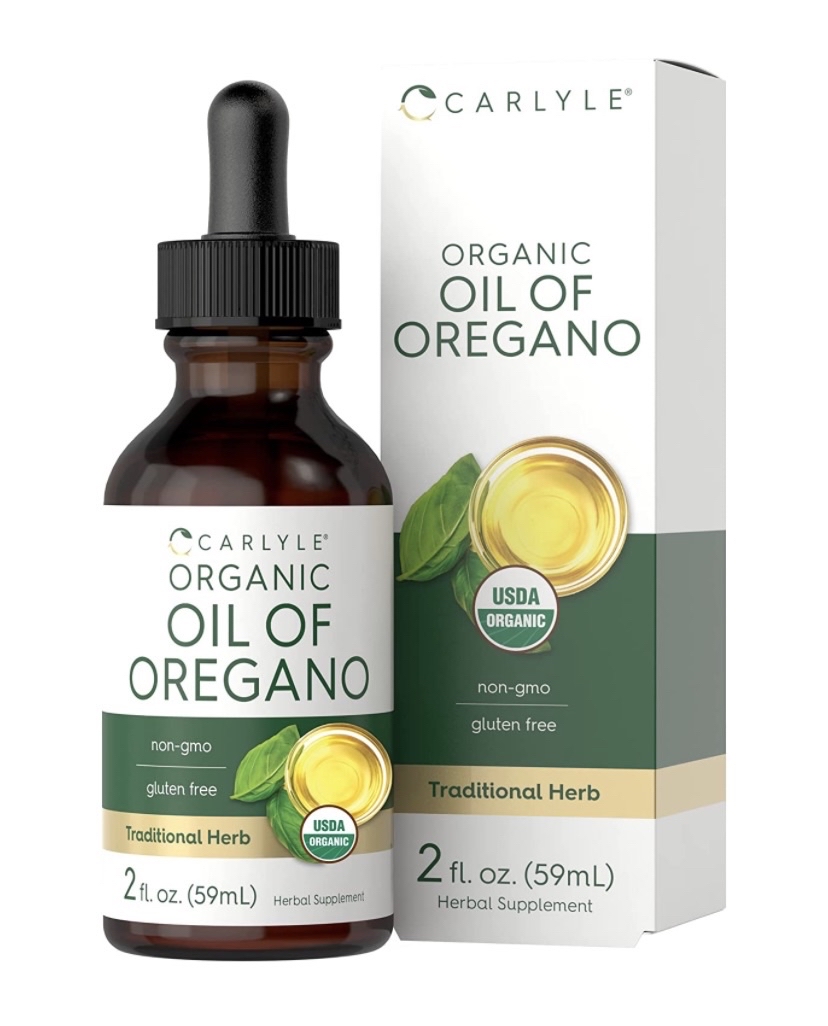 CARLYLE®
ORGANIC
OIL OF
OREGANO
USDA
ORGANIC
non-gmo
gluten free
Traditional Herb
2 fl. oz. (59mL)
Herbal Supplement
CARLYLE®
ORGANIC
OIL OF
OREGANO
non-gmo
gluten free
USDA
ORGANIC
Traditional Herb
2 fl. oz. (59mL) Herbal Supplement